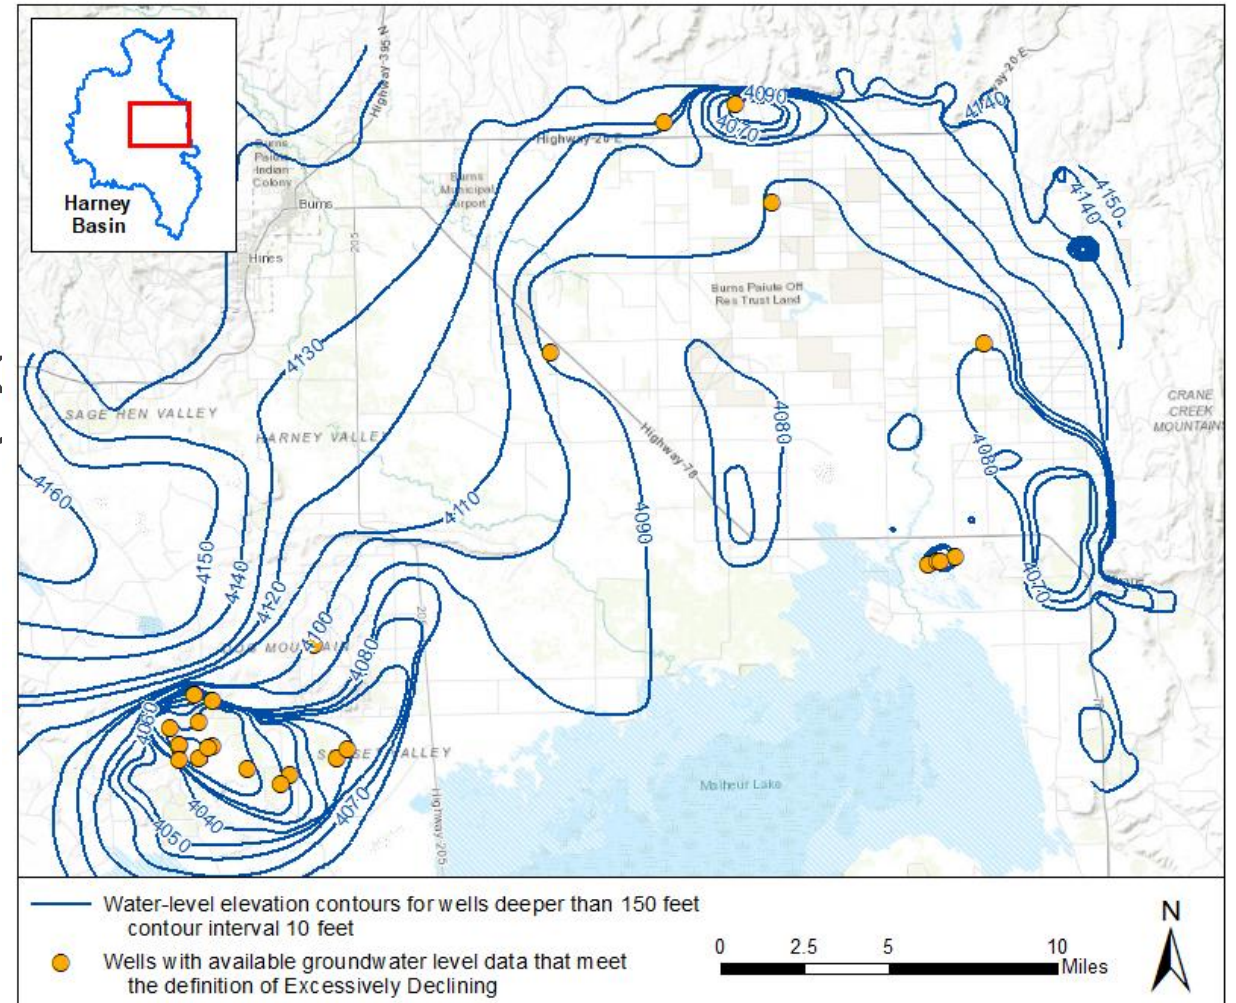 Harney
Basin
Highway-395 N
Burns
Paiute
Indian
Colony
Burns
Hines
Burns
Municipal
Airport
205
Highway-20 E
4090
4070
4140
4150
4140
Burns Paiute Off
Res Trust Land
4130
SAGE HEN VALLEY
HARNEY VALLEY
CRANE
CREEK
MOUNTAINS
4080
Highway-78
4080
4160
4110
4090
4150
4140
4120
4100
4080
4070
205
4060
4040
4050
4070
Highway-205
Malheur Lake
Water-level elevation contours for wells deeper than 150 feet
contour interval 10 feet
Wells with available groundwater level data that meet
the definition of Excessively Declining
0 2.5 5 10
Miles
N